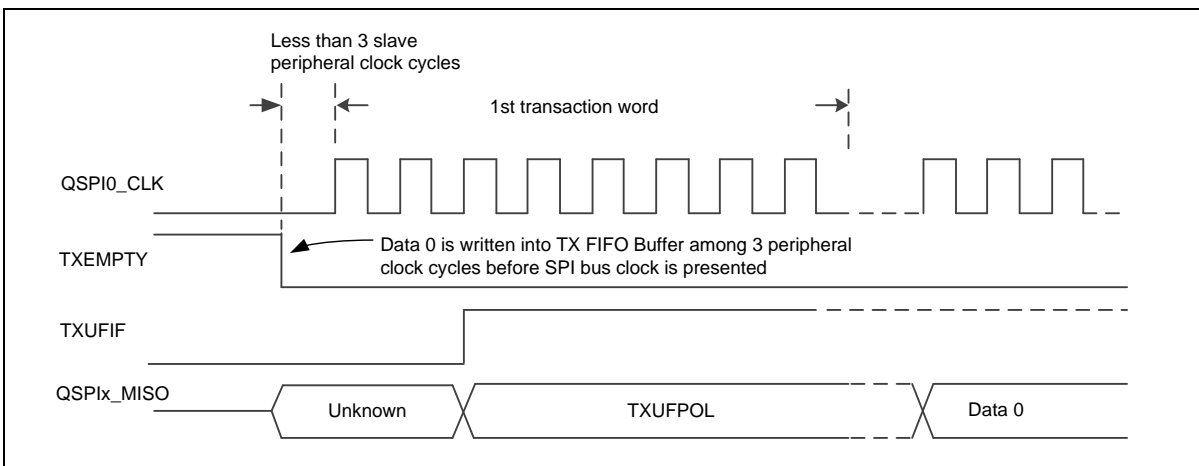 Less than 3 slave
peripheral clock cycles
1st transaction word
QSPI0_CLK
TXEMPTY
Data 0 is written into TX FIFO Buffer among 3 peripheral
clock cycles before SPI bus clock is presented
TXUFIF
QSPIx_MISO
Unknown
TXUFPOL
Data 0